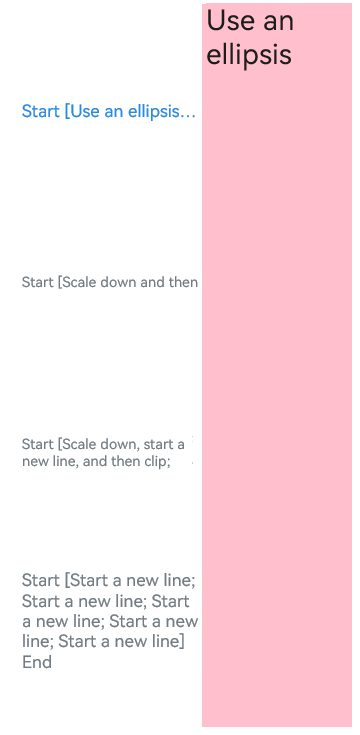 Start [Use an ellipsis…
Start [Scale down and then
Start [Scale down, start a
new line, and then clip;
Start [Start a new line;
Start a new line; Start
a new line; Start a new
line; Start a new line]
End
Use an
ellipsis